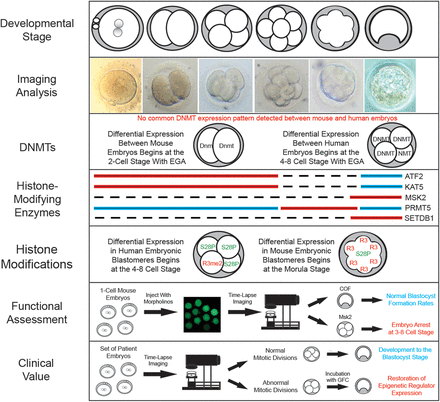 Developmental
Stage
Imaging
Analysis
No common DNMT expression pattern detected between mouse and human embryos
DNMTs
Differential Expression
Between Mouse
Embryos Begins at the
2-Cell Stage With EGA
Dnmt Dnmt
Differential Expression
Between Human
Embryos Begins at the
4-8 Cell Stage With EGA
DNMT
DNMT
DNMT
NMT
Histone-
Modifying
Enzymes
ATF2
KAT5
MSK2
PRMT5
SETDB1
Histone
Modifications
Differential Expression
in Human Embryonic
Blastomeres Begins
at the 4-8 Cell Stage
S28P S28P
R3me2 S28P
Differential Expression
in Mouse Embryonic
Blastomeres Begins
at the Morula Stage
R3
R3 R3
S28P
R3 R3
R3
Functional
Assessment
1-Cell Mouse
Embryos
Inject With
Morpholinos
Time-Lapse
Imaging
COF
Normal Blastocyst
Formation Rates
Msk2
Embryo Arrest
at 3-8 Cell Stage
Clinical
Value
Set of Patient
Embryos
Time-Lapse
Imaging
Normal
Mitotic Divisions
Development to the
Blastocyst Stage
Abnormal
Mitotic Divisions
Incubation
with GFC
Restoration of
Epigenetic Regulator
Expression